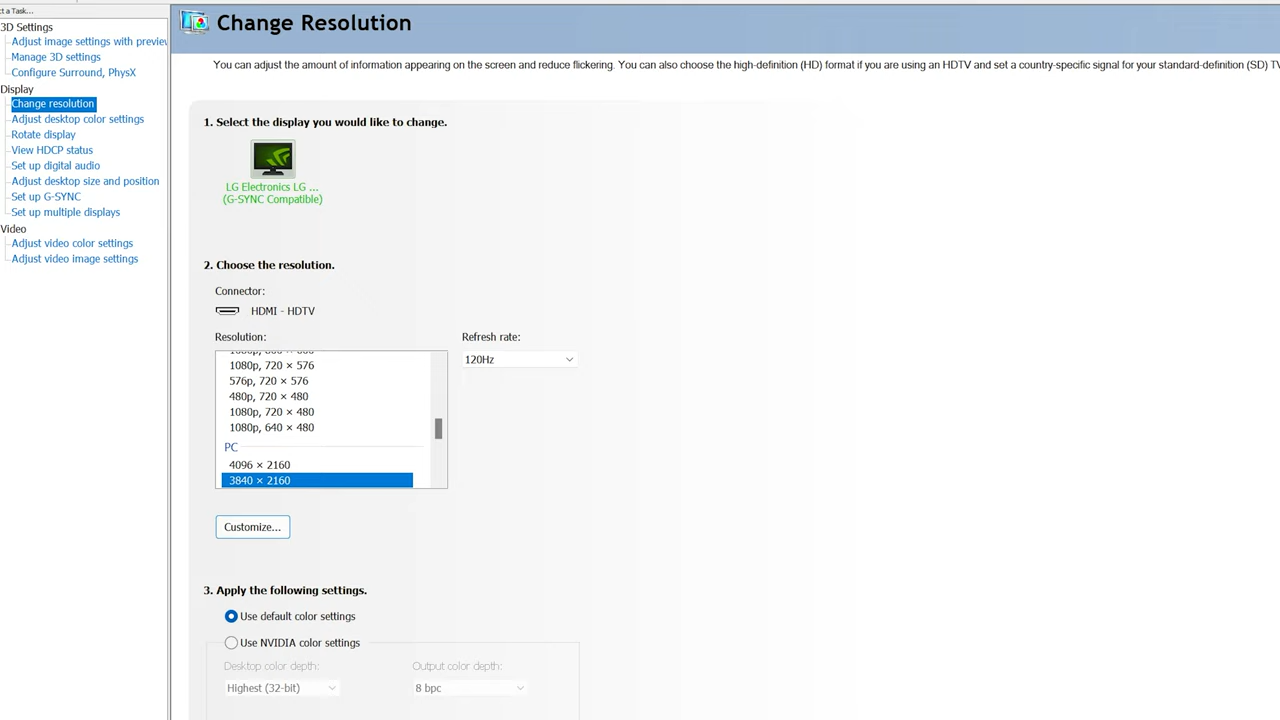 ct a Task...
3D Settings
Adjust image settings with preview
Manage 3D settings
Configure Surround, PhysX
Display
Change resolution
Adjust desktop color settings
Rotate display
View HDCP status
Set up digital audio
Adjust desktop size and position
Set up G-SYNC
Set up multiple displays
Video
Adjust video color settings
Adjust video image settings
Change Resolution
You can adjust the amount of information appearing on the screen and reduce flickering. You can also choose the high-definition (HD) format if you are using an HDTV and set a country-specific signal for your standard-definition (SD) TV
1. Select the display you would like to change.
LG Electronics LG ...
(G-SYNC Compatible)
2. Choose the resolution.
Connector:
HDMI - HDTV
Resolution:
Refresh rate:
120Hz
1080p, 720 × 576
576p, 720 × 576
480p, 720 × 480
1080p, 720 × 480
1080p, 640 × 480
PC
4096 × 2160
3840 × 2160
Customize...
3. Apply the following settings.
Use default color settings
Use NVIDIA color settings
Desktop color depth:
Output color depth:
Highest (32-bit)
8 bpc